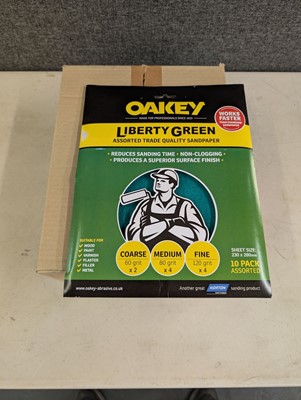 OAKEY
MADE FOR PROFESSIONALS SINCE 1833
LIBERTY GREEN
ASSORTED TRADE QUALITY SANDPAPER
WORKS
FASTER
• REDUCES SANDING TIME • NON-CLOGGING •
• PRODUCES A SUPERIOR SURFACE FINISH •
SUITABLE FOR
• WOOD
• PAINT
• VARNISH
• PLASTER
• FILLER
• METAL
COARSE
60 grit
x 2
MEDIUM
80 grit
x 4
FINE
120 grit
x 4
SHEET SIZE:
230 x 280mm
10 PACK
ASSORTED
www.oakey-abrasive.co.uk
Another great
NORTON
sanding product